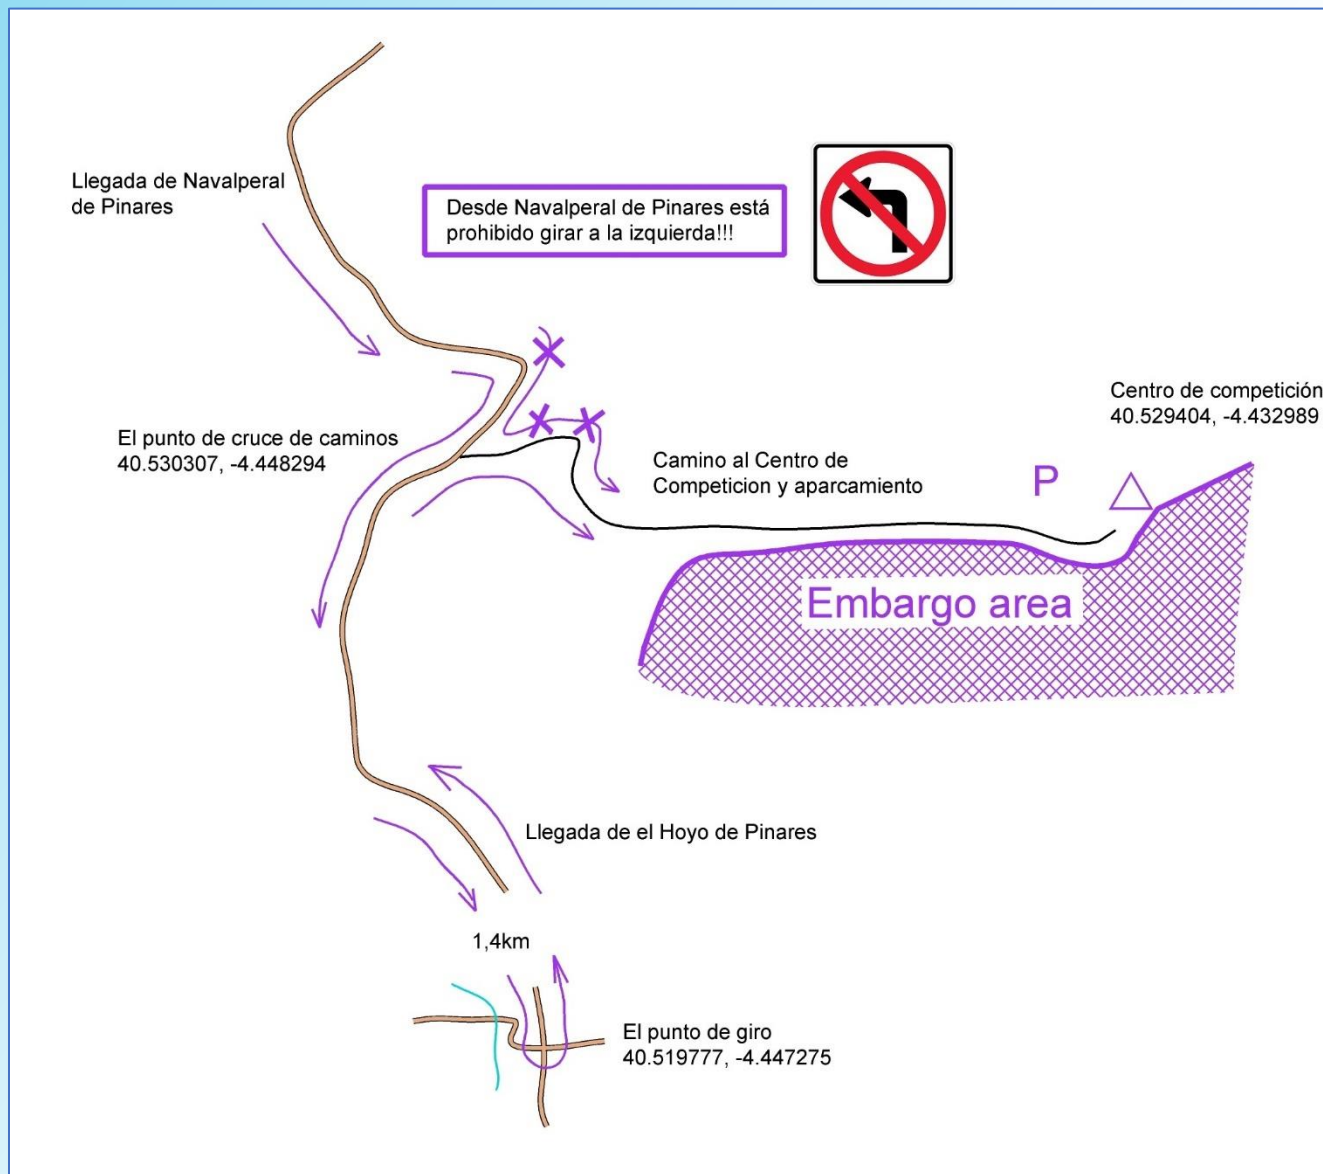 Llegada de Navalperal
de Pinares
Desde Navalperal de Pinares está
prohibido girar a la izquierda!!!
Centro de competición
40.529404, -4.432989
El punto de cruce de caminos
40.530307, -4.448294
Camino al Centro de
Competicion y aparcamiento
P
Embargo area
Llegada de el Hoyo de Pinares
1,4km
El punto de giro
40.519777, -4.447275